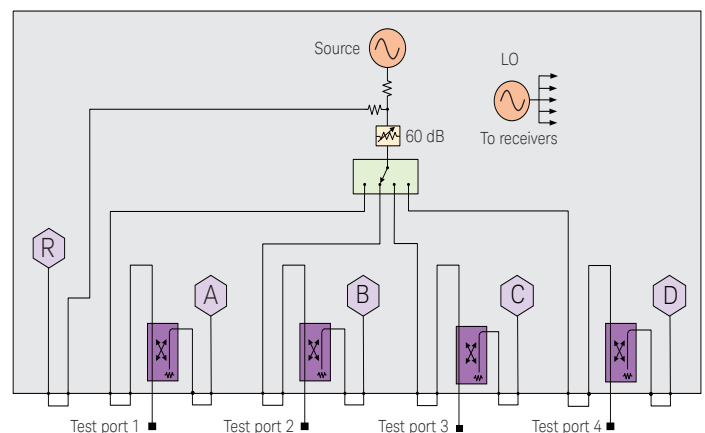 Source
LO
60 dB
To receivers
R
A
B
C
D
Test port 1
Test port 2
Test port 3
Test port 4